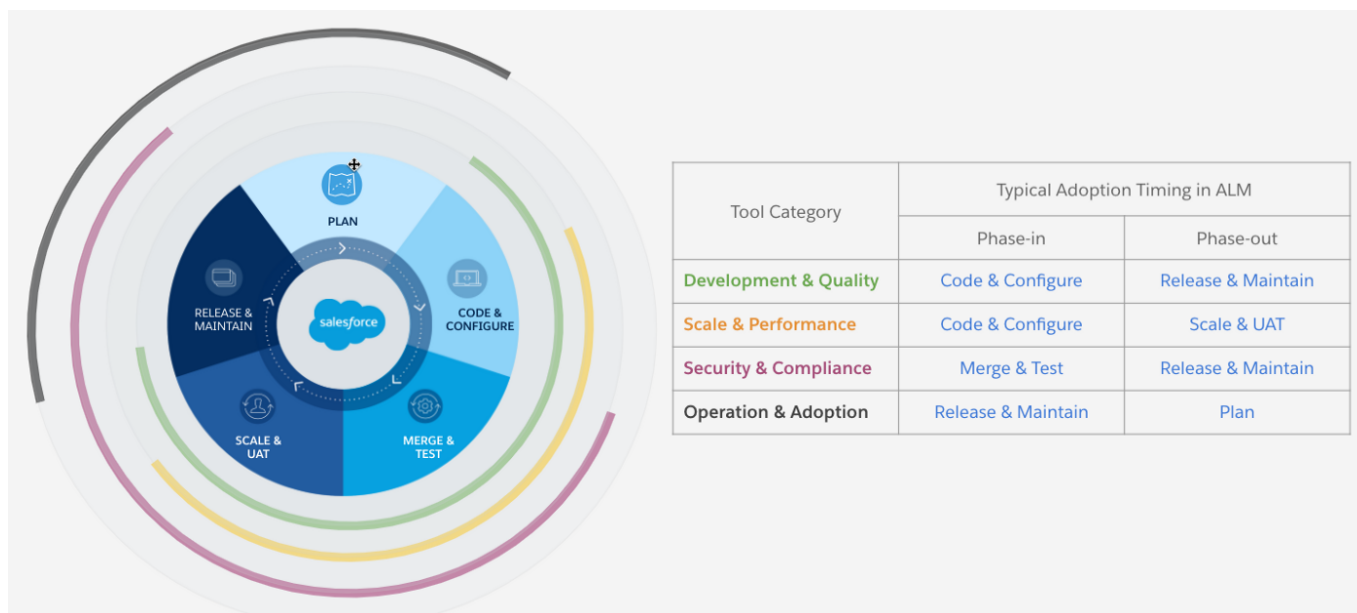 PLAN
CODE &
CONFIGURE
MERGE &
TEST
SCALE &
UAT
RELEASE &
MAINTAIN
salesforce
Tool Category
Typical Adoption Timing in ALM
Phase-in
Phase-out
Development & Quality
Code & Configure
Release & Maintain
Scale & Performance
Code & Configure
Scale & UAT
Security & Compliance
Merge & Test
Release & Maintain
Operation & Adoption
Release & Maintain
Plan